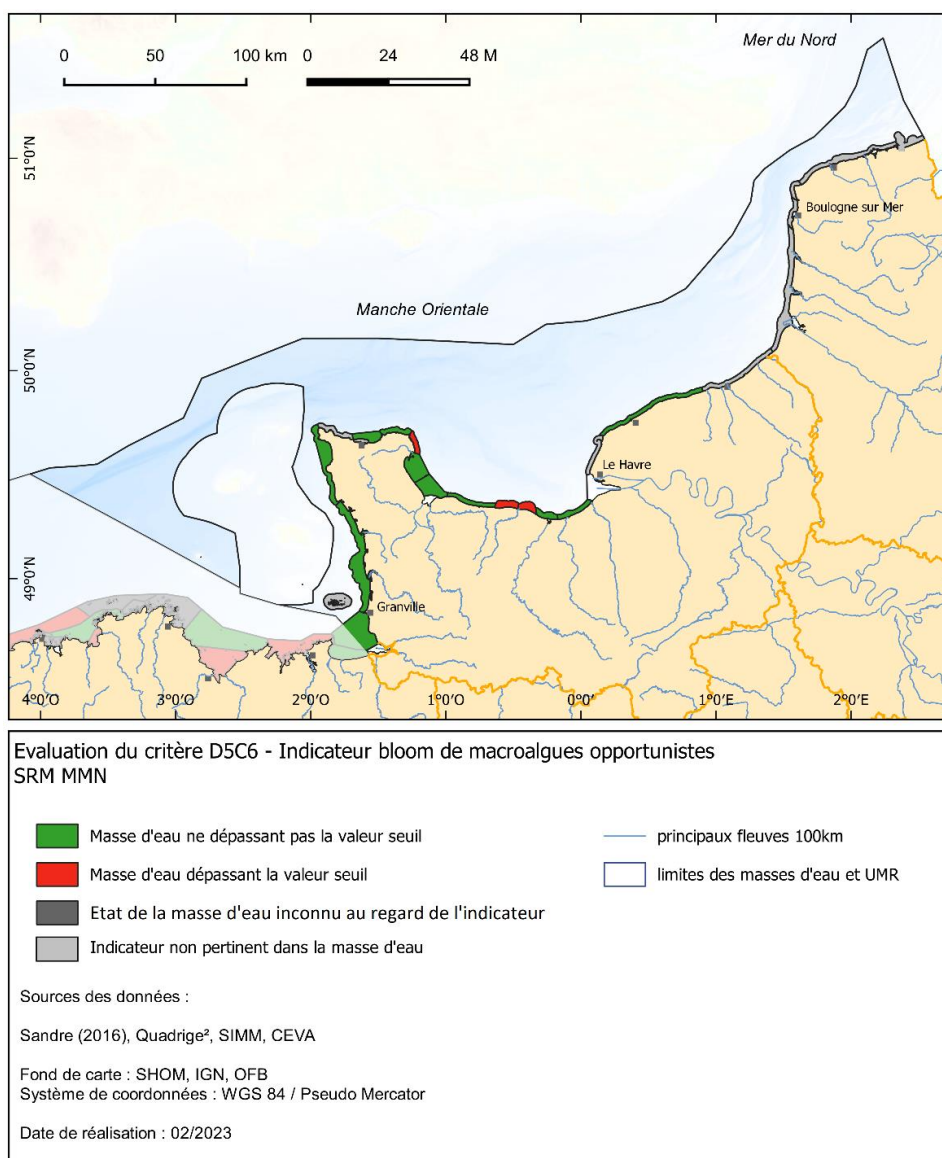 0 50 100 km 0 24 48 M
Mer du Nord
51°0'N
Boulogne sur Mer
Manche Orientale
50°0'N
Le Havre
49°0'N
Granville
4°0'O 3°0'O 2°0'O 1°0'O 0°0'E 1°0'E 2°0'E
Evaluation du critère D5C6 - Indicateur bloom de macroalgues opportunistes
SRM MMN
Masse d'eau ne dépassant pas la valeur seuil
Masse d'eau dépassant la valeur seuil
Etat de la masse d'eau inconnu au regard de l'indicateur
Indicateur non pertinent dans la masse d'eau
principaux fleuves 100km
limites des masses d'eau et UMR
Sources des données :
Sandre (2016), Quadrige², SIMM, CEVA
Fond de carte : SHOM, IGN, OFB
Système de coordonnées : WGS 84 / Pseudo Mercator
Date de réalisation : 02/2023